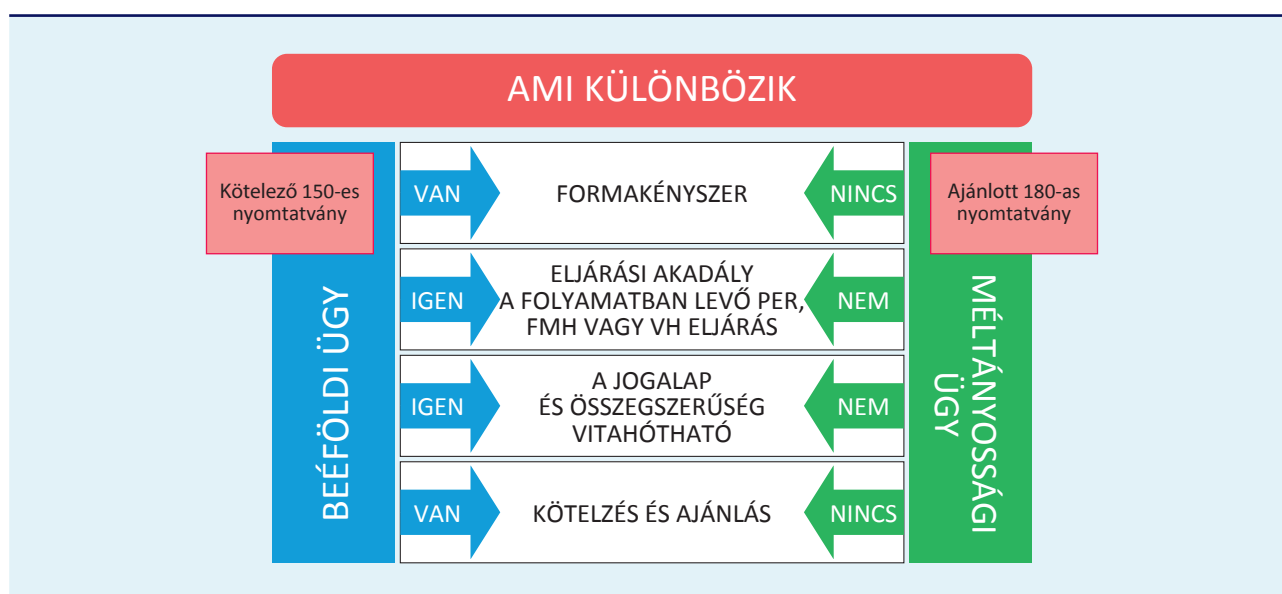 AMI KÜLÖNBÖZIK
Kötelező 150-es
nyomtatvány
BEÉFÖLDI ÜGY
VAN
FORMAKÉNYSZER
NINCS
Ajánlott 180-as
nyomtatvány
MÉLTÁNYOSSÁGI
ÜGY
IGEN
ELJÁRÁSI AKADÁLY
A FOLYAMATBAN LEVŐ PER,
FMH VAGY VH ELJÁRÁS
NEM
IGEN
A JOGALAP
ÉS ÖSSZEGSZERŰSÉG
VITAHÓTHATÓ
NEM
VAN
KÖTELZÉS ÉS AJÁNLÁS
NINCS